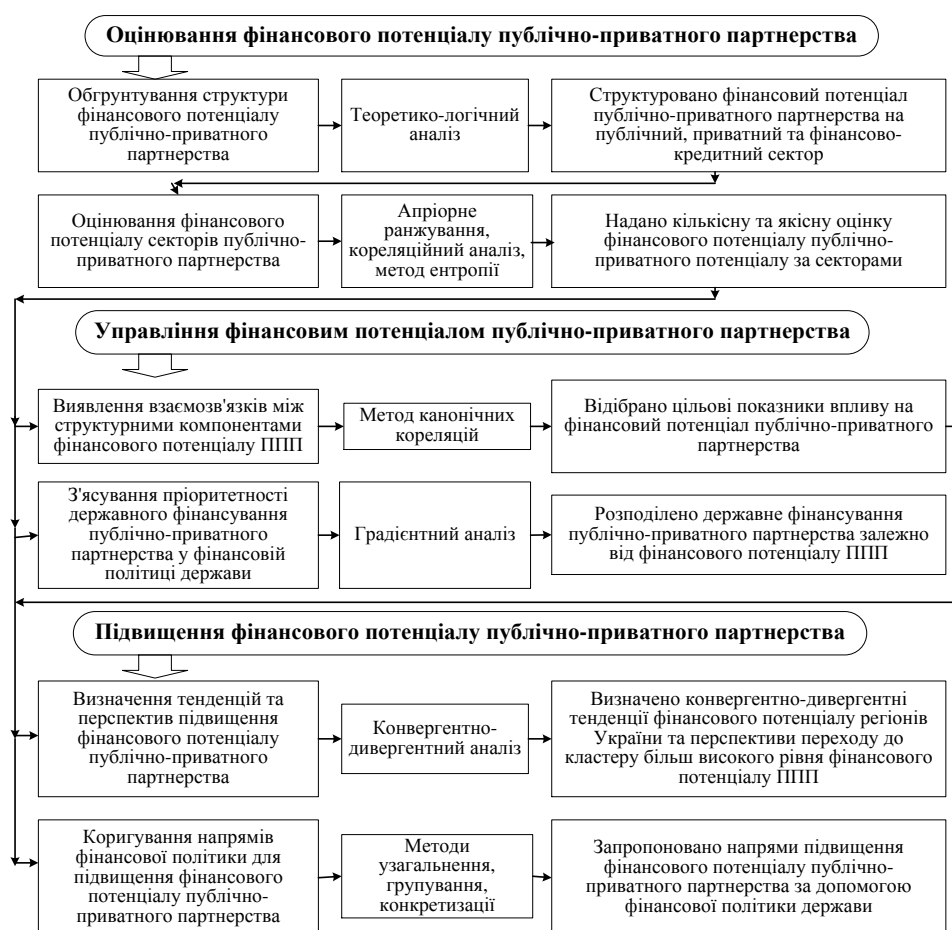 Оцінювання фінансового потенціалу публічно-приватного партнерства
Обгрунтування структури
фінансового потенціалу
публічно-приватного
партнерства
Теоретико-логічний
аналіз
Структуровано фінансовий потенціал
публічно-приватного партнерства на
публічний, приватний та фінансово-
кредитний сектор
Оцінювання фінансового
потенціалу секторів публічно-
приватного партнерства
Апріорне
ранжування,
кореляційний аналіз,
метод ентропії
Надано кількісну та якісну оцінку
фінансового потенціалу публічно-
приватного потенціалу за секторами
Управління фінансовим потенціалом публічно-приватного партнерства
Виявлення взаємозв'язків між
структурними компонентами
фінансового потенціалу ППП
Метод канонічних
кореляцій
Відібрано цільові показники впливу на
фінансовий потенціал публічно-приватного
партнерства
З'ясування пріоритетності
державного фінансування
публічно-приватного
партнерства у фінансовій
політиці держави
Градієнтний аналіз
Розподілено державне фінансування
публічно-приватного партнерства залежно
від фінансового потенціалу ППП
Підвищення фінансового потенціалу публічно-приватного партнерства
Визначення тенденцій та
перспектив підвищення
фінансового потенціалу
публічно-приватного
партнерства
Конвергентно-
дивергентний аналіз
Визначено конвергентно-дивергентні
тенденції фінансового потенціалу регіонів
України та перспективи переходу до
кластеру більш високого рівня фінансового
потенціалу ППП
Коригування напрямів
фінансової політики для
підвищення фінансового
потенціалу публічно-
приватного партнерства
Методи
узагальнення,
групування,
конкретизації
Запропоновано напрями підвищення
фінансового потенціалу публічно-
приватного партнерства за допомогою
фінансової політики держави